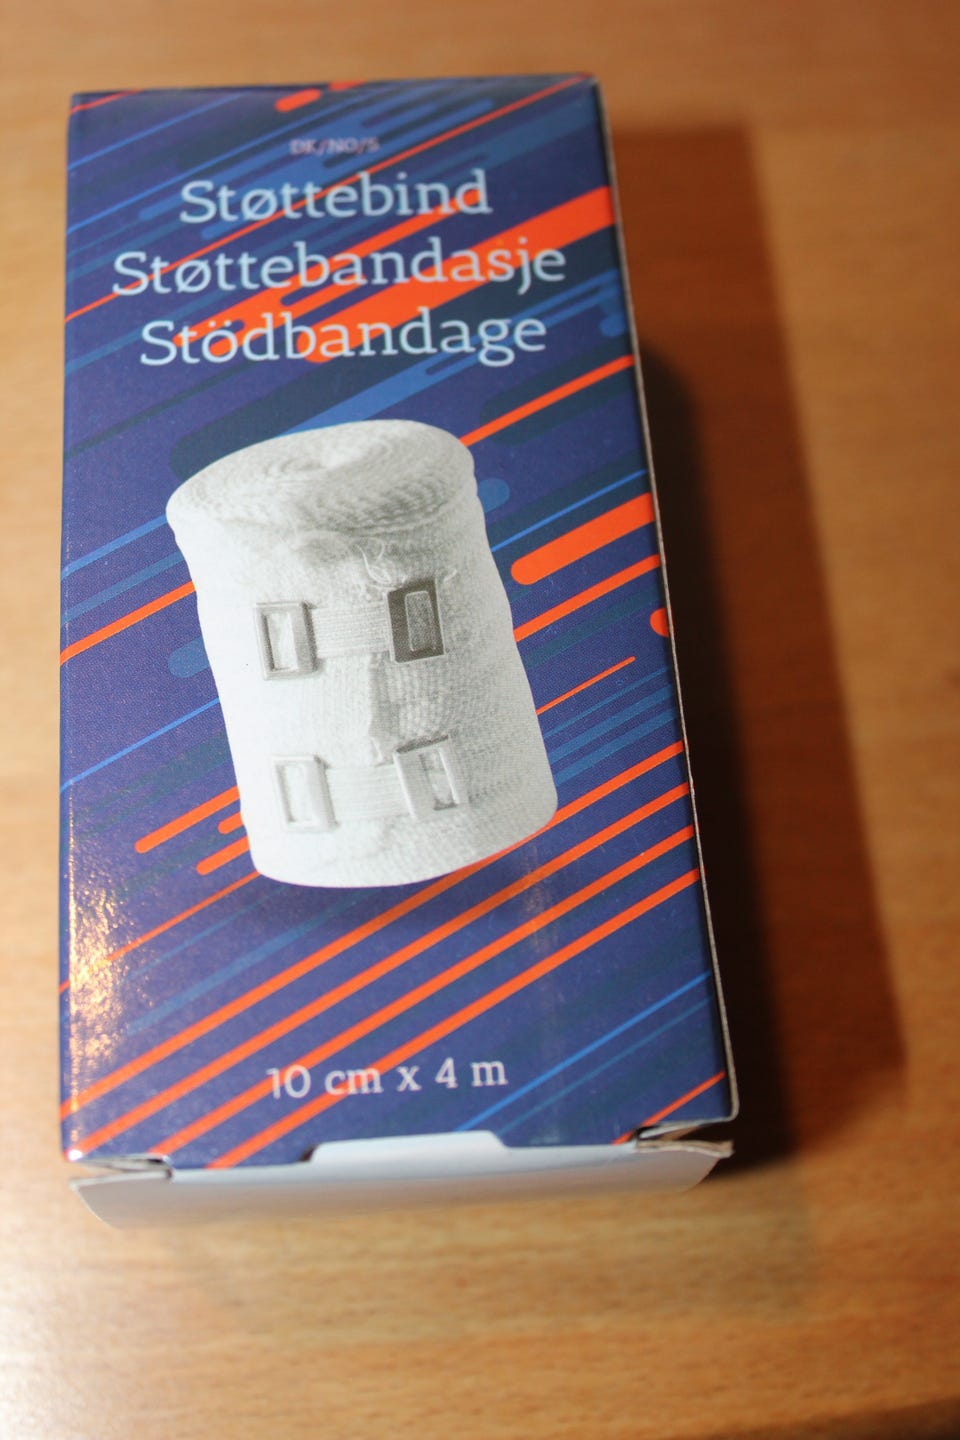 DK/NO/S
Støttebind
Støttebandasje
Stödbandage
10 cm x 4 m